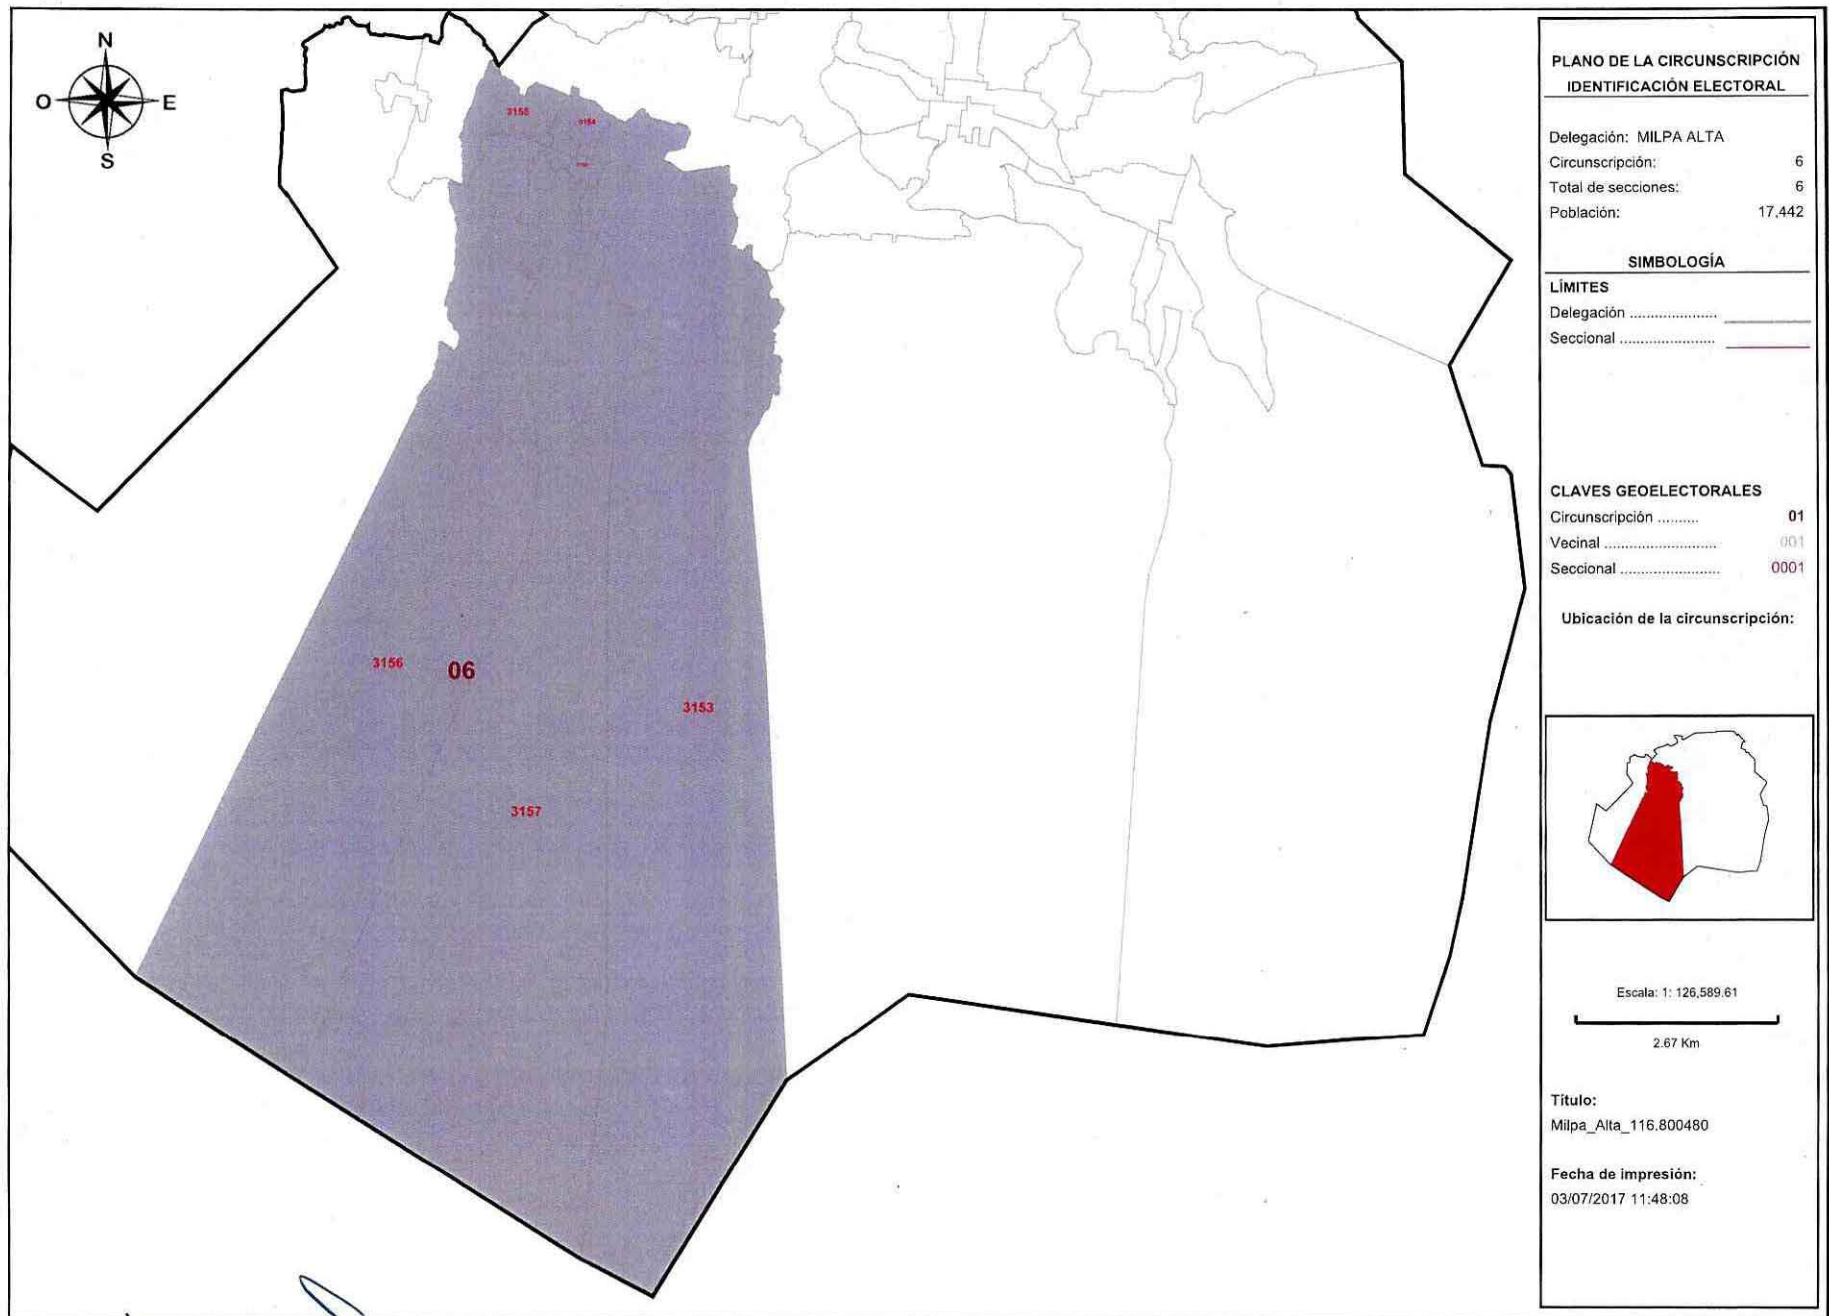 N
O
E
S
3155
3154
3156
06
3153
3157
PLANO DE LA CIRCUNSCRIPCIÓN
IDENTIFICACIÓN ELECTORAL
Delegación: MILPA ALTA
Circunscripción: 6
Total de secciones: 6
Población: 17,442
SIMBOLOGÍA
LÍMITES
Delegación .....................
Seccional .......................
CLAVES GEOELECTORALES
Circunscripción .......... 01
Vecinal ........................... 001
Seccional ........................ 0001
Ubicación de la circunscripción:
Escala: 1: 126,589.61
2.67 Km
Título:
Milpa_Alta_116.800480
Fecha de impresión:
03/07/2017 11:48:08